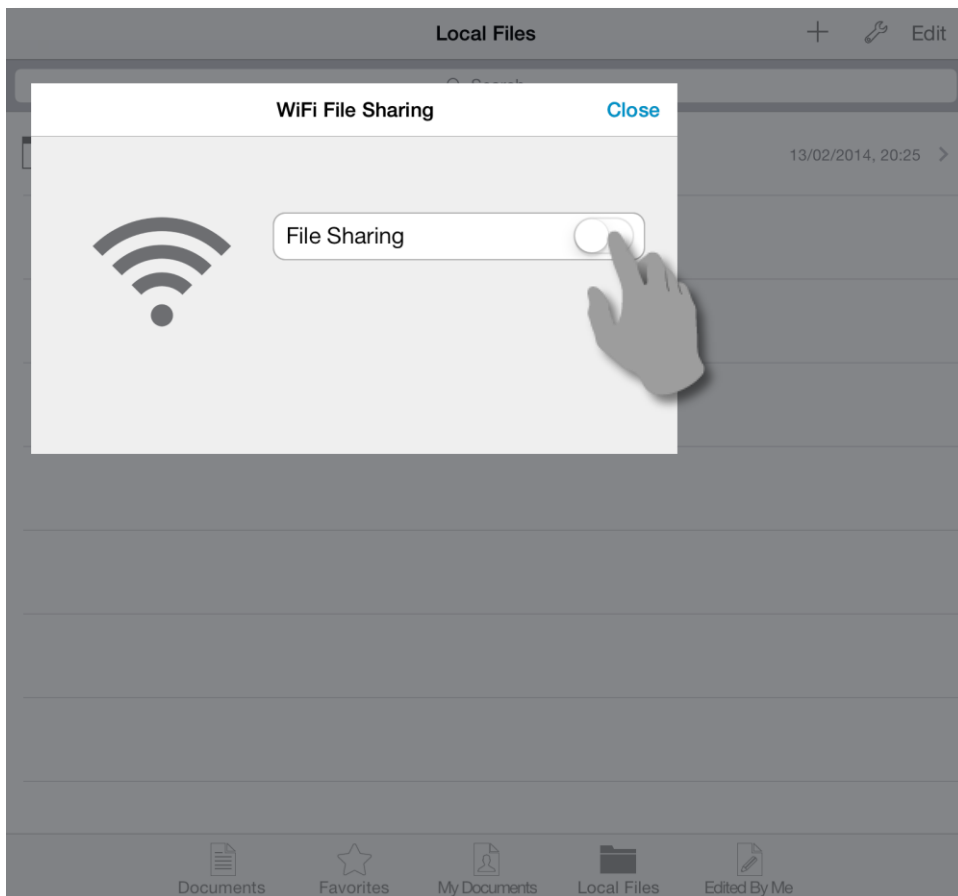 Local Files
Edit
Search
WiFi File Sharing
Close
13/02/2014, 20:25
File Sharing
Documents
Favorites
My Documents
Local Files
Edited By Me